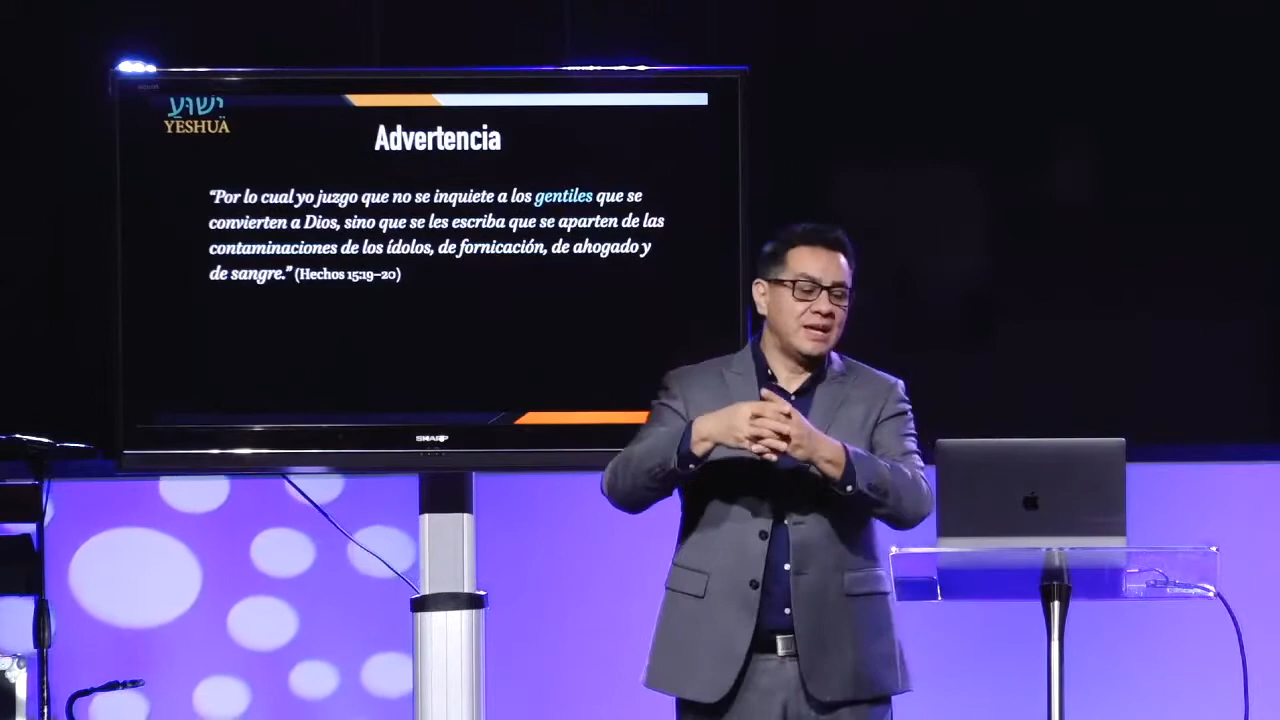 יֵשׁוּעַ
YESHUA
Advertencia
“Por lo cual yo juzgo que no se inquiete a los gentiles que se
convierten a Dios, sino que se les escriba que se aparten de las
contaminaciones de los ídolos, de fornicación, de ahogado y
de sangre.” (Hechos 15:19–20)
SHARP